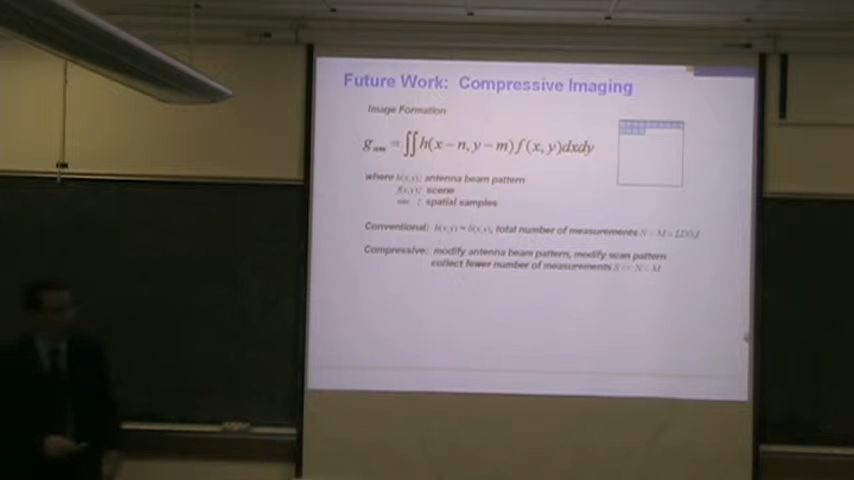 Future Work: Compressive Imaging
Image Formation
g = ∬h(x − n, y − m) f(x, y)dxdy
where h(x,y): antenna beam pattern
f(x,y): scene
: spatial samples
Conventional: total number of measurements
Compressive: modify antenna beam pattern, modify scan pattern
collect fewer number of measurements